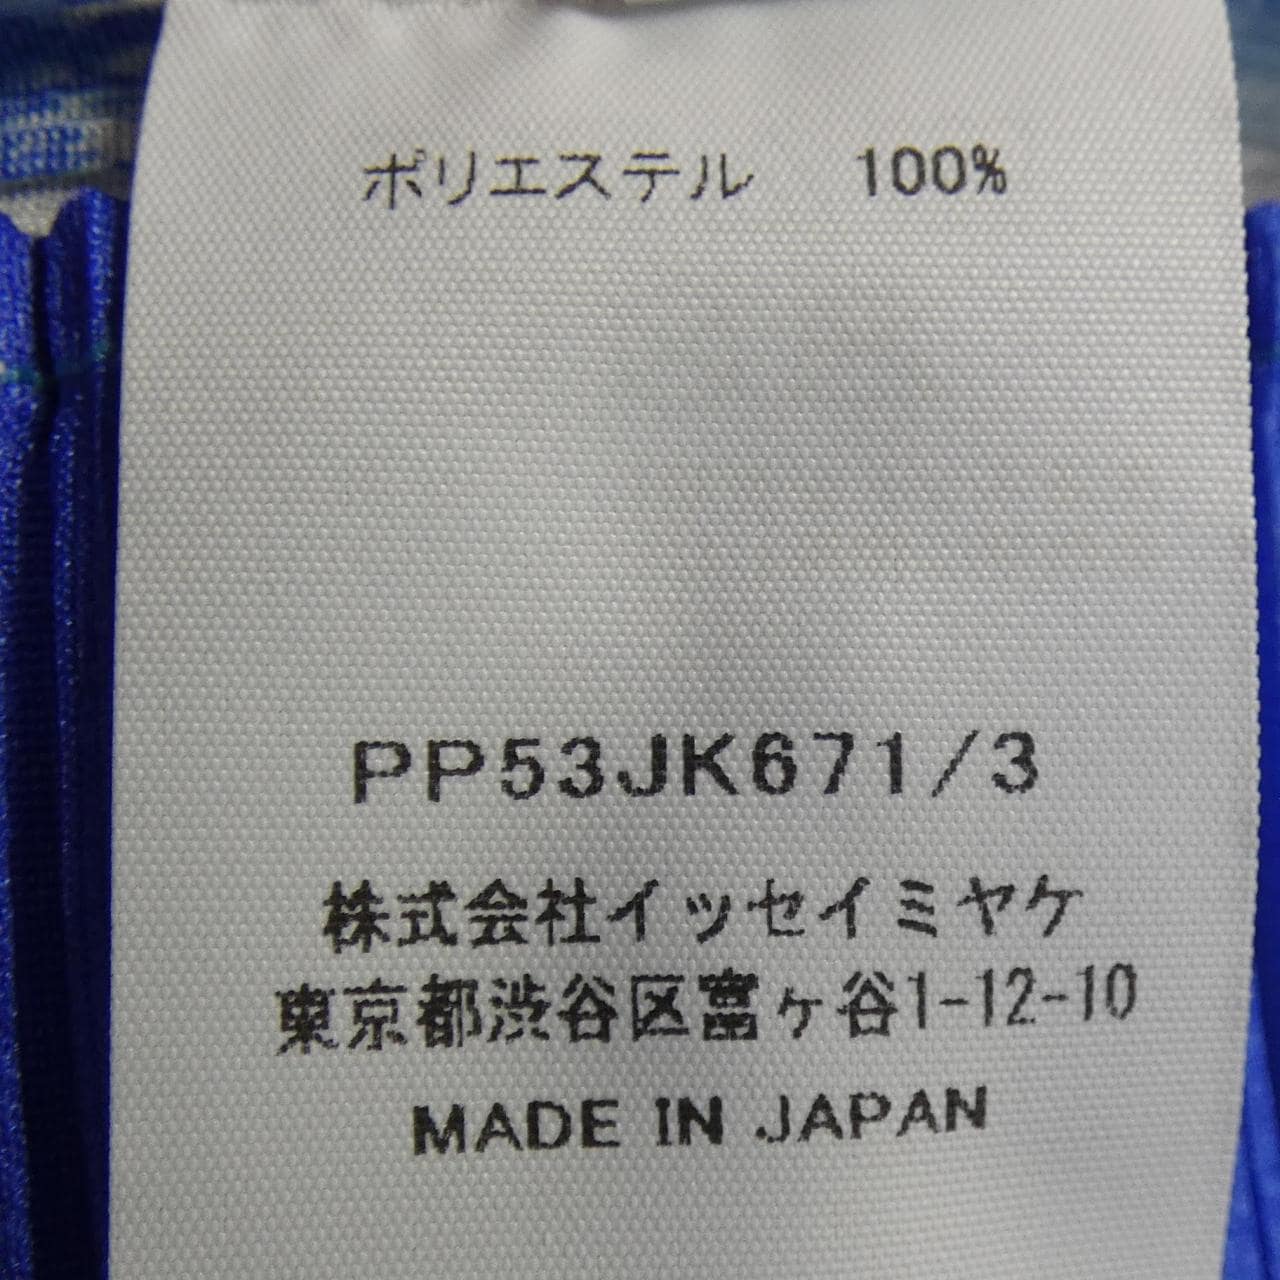 ポリエステル 100%
PP53JK671/3
株式会社イッセイミヤケ
東京都渋谷区富ヶ谷1-12-10
MADE IN JAPAN